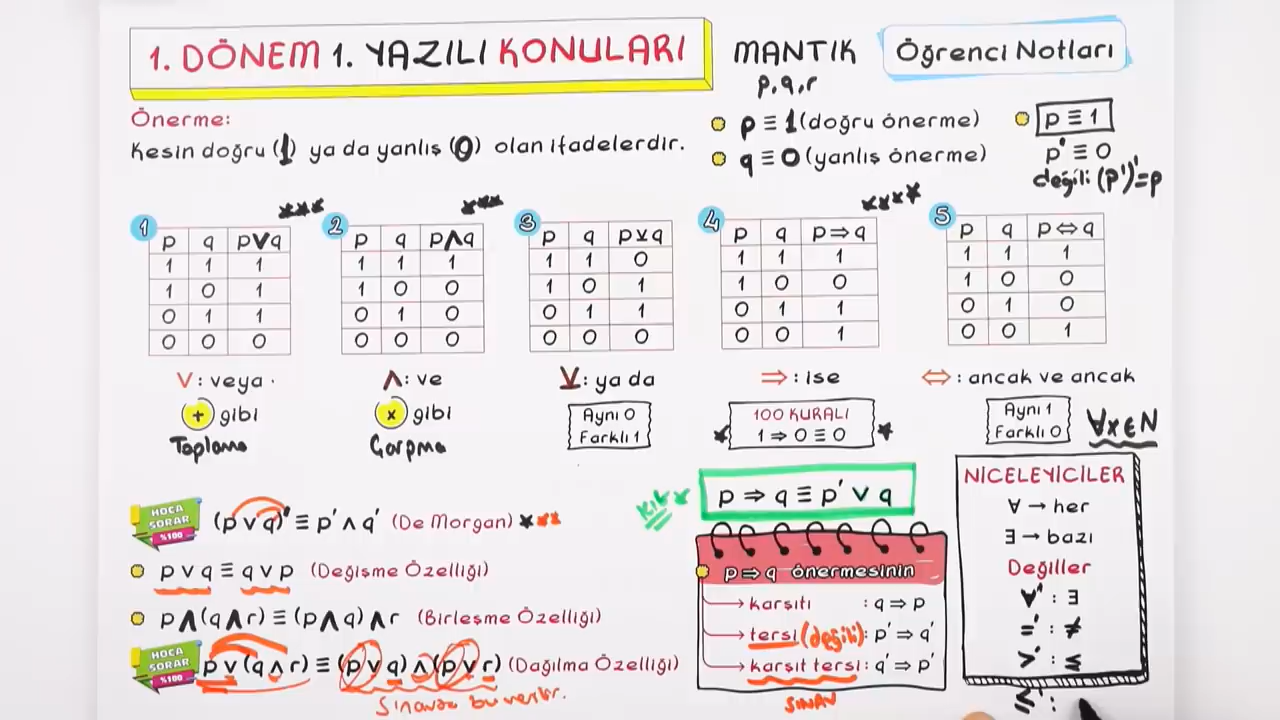 1. DÖNEM 1. YAZILI KONULARI
MANTIK
p,q,r
Öğrenci Notları
Önerme:
Kesin doğru (1) ya da yanlış (0) olan ifadelerdir.
p ≡ 1 (doğru önerme)
q ≡ 0 (yanlış önerme)
p ≡ 1
p' ≡ 0
değili (p')'=p
1
p q p∨q
1 1 1
1 0 1
0 1 1
0 0 0
∨: veya
+ gibi
Toplama
2
p q p∧q
1 1 1
1 0 0
0 1 0
0 0 0
∧: ve
x gibi
Çarpma
3
p q p⊻q
1 1 0
1 0 1
0 1 1
0 0 0
⊻: ya da
Aynı 0
Farklı 1
4
p q p⇒q
1 1 1
1 0 0
0 1 1
0 0 1
⇒: ise
100 KURALI
1 ⇒ 0 ≡ 0
5
p q p⇔q
1 1 1
1 0 0
0 1 0
0 0 1
⇔: ancak ve ancak
Aynı 1
Farklı 0
∀x∈N
HOCA
SORAR
%100
(p ∨ q)' ≡ p' ∧ q' (De Morgan)
p ∨ q ≡ q ∨ p (Değişme Özelliği)
p∧(q∧r) ≡ (p∧q)∧r (Birleşme Özelliği)
HOCA
SORAR
%100
p∨(q∧r) ≡ (p∨q)∧(p∨r) (Dağılma Özelliği)
p ⇒ q ≡ p' ∨ q
p ⇒ q önermesinin
karşıtı : q ⇒ p
tersi (değili): p' ⇒ q'
karşıt tersi: q' ⇒ p'
SINAV
NİCELEYİCİLER
∀ → her
∃ → bazı
Değiller
∀' : ∃
=' : ≠
>' : ≤
≤' :